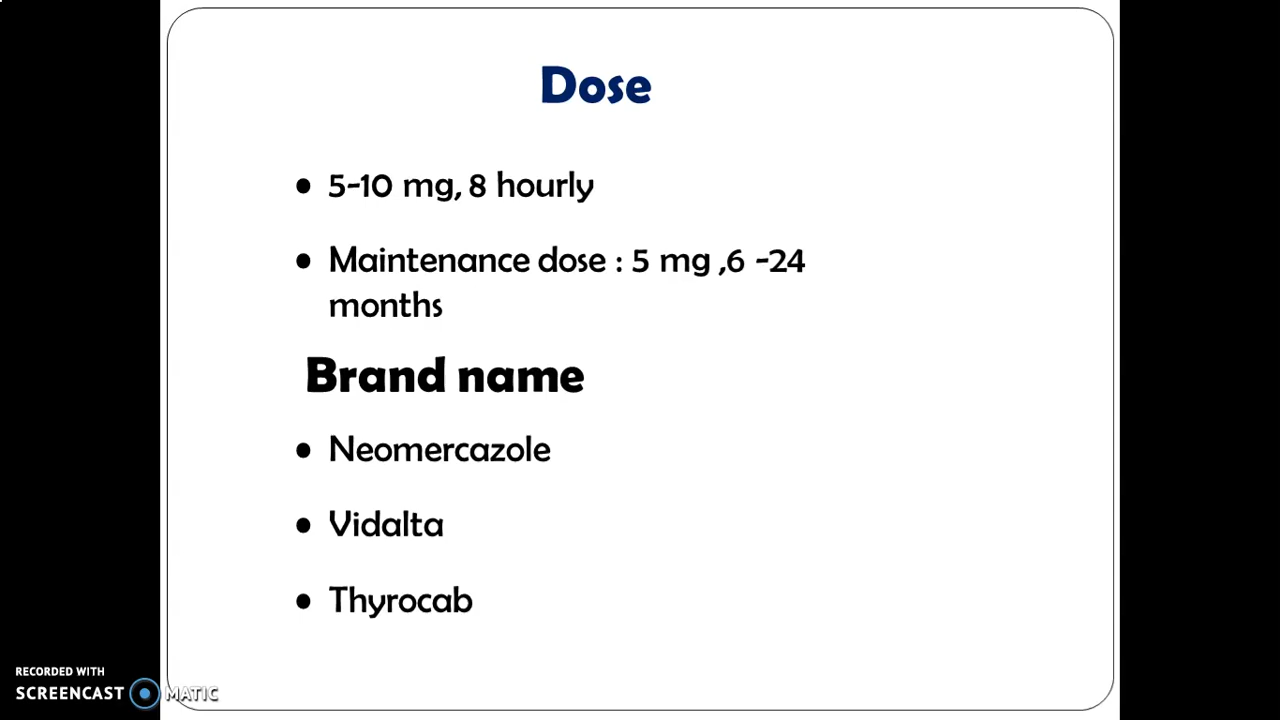 Dose
• 5-10 mg, 8 hourly
• Maintenance dose : 5 mg ,6 -24
months
Brand name
• Neomercazole
• Vidalta
• Thyrocab
RECORDED WITH
SCREENCAST MATIC